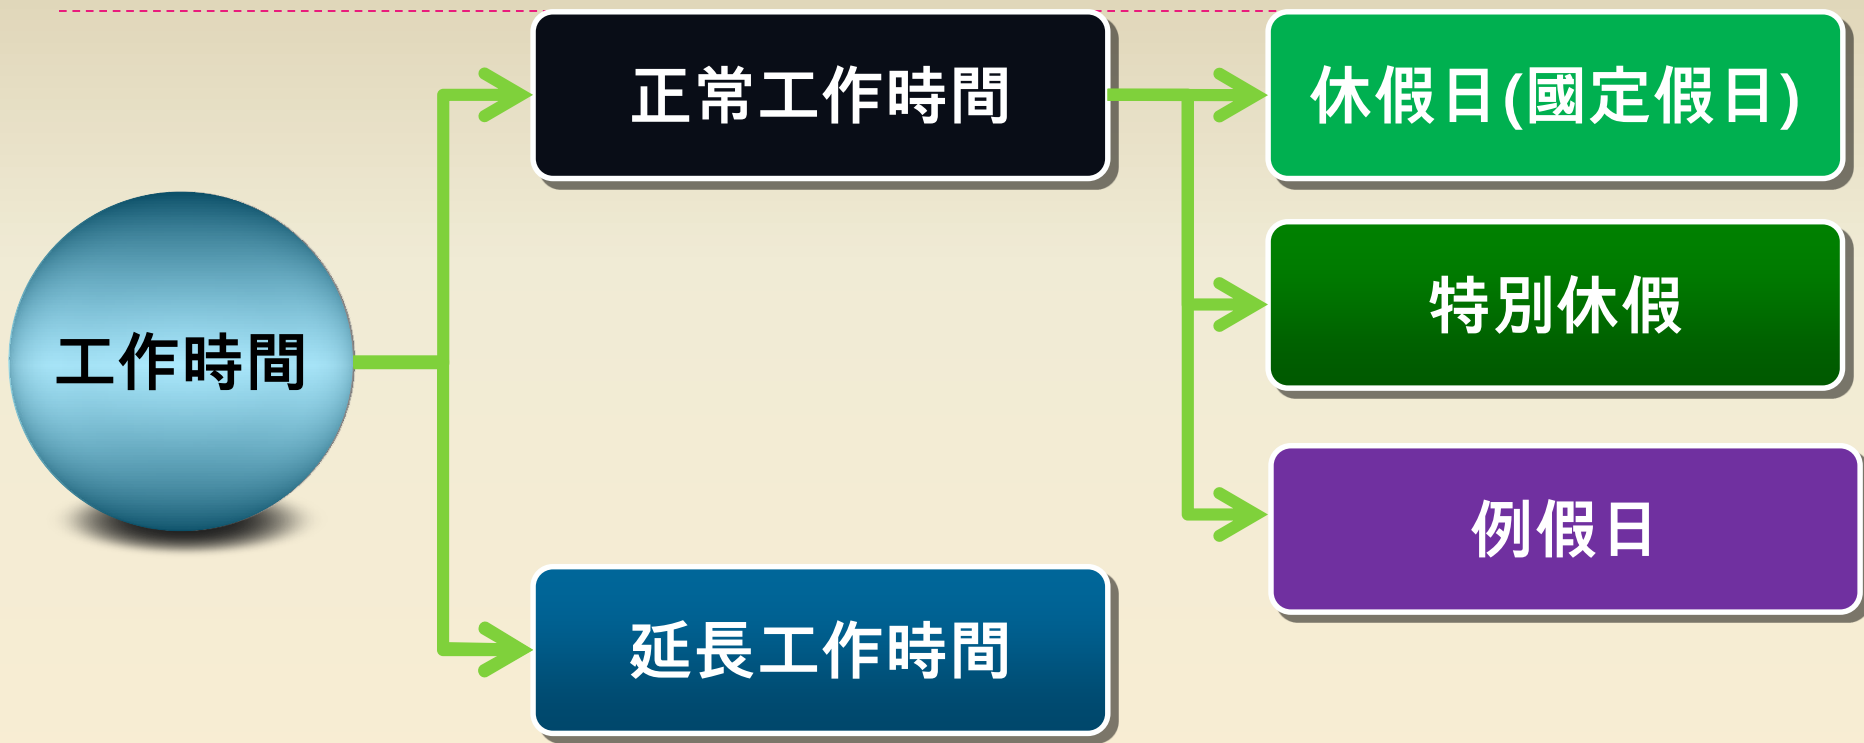 工作時間
正常工作時間
延長工作時間
休假日(國定假日)
特別休假
例假日